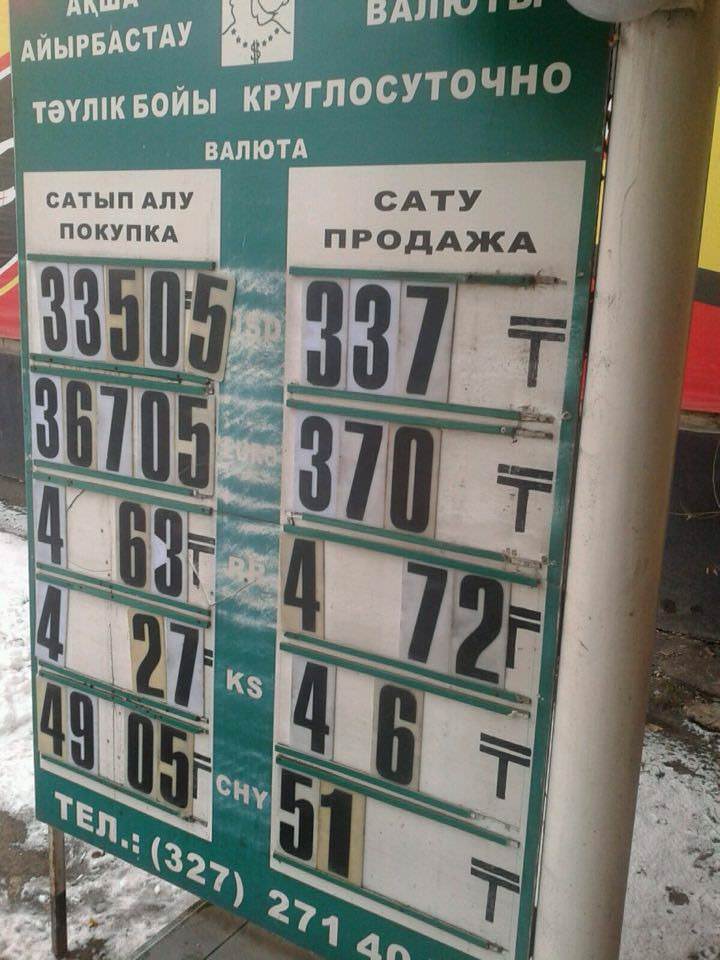 АҚША ВАЛЮТЫ
АЙЫРБАСТАУ
$
ТӘУЛІК БОЙЫ КРУГЛОСУТОЧНО
ВАЛЮТА
САТЫП АЛУ САТУ
ПОКУПКА ПРОДАЖА
33505 USD 337 ₸
36705 EURO 370 ₸
4 63 ₸ 4 72 ₸
4 27 KS 4 6 ₸
49 05 ₸ CHY 51 ₸
ТЕЛ.: (327) 271 40